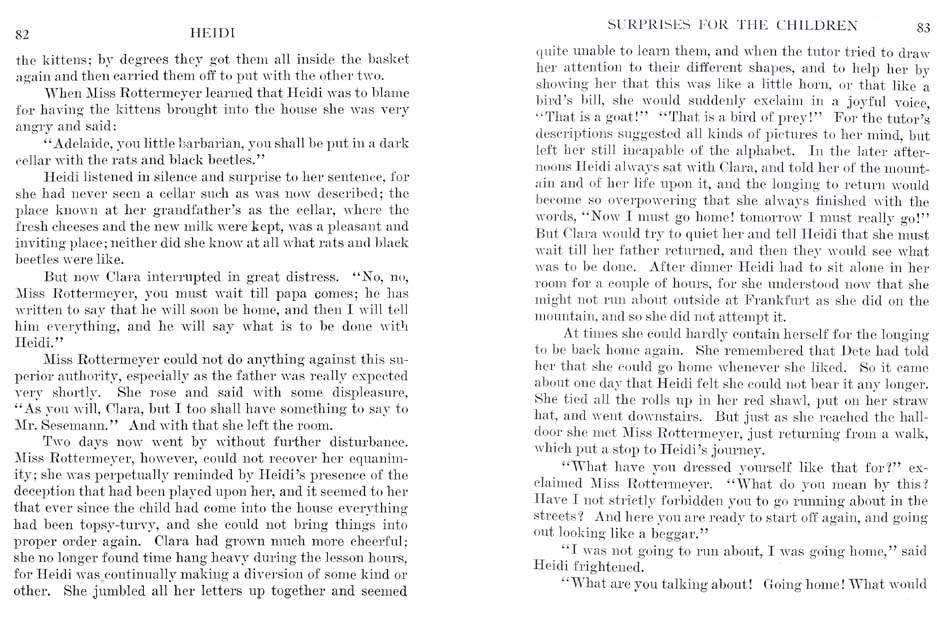 82 HEIDI
the kittens; by degrees they got them all inside the basket
again and then carried them off to put with the other two.
When Miss Rottermeyer learned that Heidi was to blame
for having the kittens brought into the house she was very
angry and said:
“Adelaide, you little barbarian, you shall be put in a dark
cellar with the rats and black beetles.”
Heidi listened in silence and surprise to her sentence, for
she had never seen a cellar such as was now described; the
place known at her grandfather's as the cellar, where the
fresh cheeses and the new milk were kept, was a pleasant and
inviting place; neither did she know at all what rats and black
beetles were like.
But now Clara interrupted in great distress. “No, no,
Miss Rottermeyer, you must wait till papa comes; he has
written to say that he will soon be home, and then I will tell
him everything, and he will say what is to be done with
Heidi.”
Miss Rottermeyer could not do anything against this su-
perior authority, especially as the father was really expected
very shortly. She rose and said with some displeasure,
“As you will, Clara, but I too shall have something to say to
Mr. Sesemann.” And with that she left the room.
Two days now went by without further disturbance.
Miss Rottermeyer, however, could not recover her equanim-
ity; she was perpetually reminded by Heidi's presence of the
deception that had been played upon her, and it seemed to her
that ever since the child had come into the house everything
had been topsy-turvy, and she could not bring things into
proper order again. Clara had grown much more cheerful;
she no longer found time hang heavy during the lesson hours,
for Heidi was continually making a diversion of some kind or
other. She jumbled all her letters up together and seemed
SURPRISES FOR THE CHILDREN 83
quite unable to learn them, and when the tutor tried to draw
her attention to their different shapes, and to help her by
showing her that this was like a little horn, or that like a
bird's bill, she would suddenly exclaim in a joyful voice,
“That is a goat!” “That is a bird of prey!” For the tutor's
descriptions suggested all kinds of pictures to her mind, but
left her still incapable of the alphabet. In the later after-
noons Heidi always sat with Clara, and told her of the mount-
ain and of her life upon it, and the longing to return would
become so overpowering that she always finished with the
words, “Now I must go home! tomorrow I must really go!”
But Clara would try to quiet her and tell Heidi that she must
wait till her father returned, and then they would see what
was to be done. After dinner Heidi had to sit alone in her
room for a couple of hours, for she understood now that she
might not run about outside at Frankfurt as she did on the
mountain, and so she did not attempt it.
At times she could hardly contain herself for the longing
to be back home again. She remembered that Dete had told
her that she could go home whenever she liked. So it came
about one day that Heidi felt she could not bear it any longer.
She tied all the rolls up in her red shawl, put on her straw
hat, and went downstairs. But just as she reached the hall-
door she met Miss Rottermeyer, just returning from a walk,
which put a stop to Heidi's journey.
“What have you dressed yourself like that for?” ex-
claimed Miss Rottermeyer. “What do you mean by this?
Have I not strictly forbidden you to go running about in the
streets? And here you are ready to start off again, and going
out looking like a beggar.”
“I was not going to run about, I was going home,” said
Heidi frightened.
“What are you talking about! Going home! What would